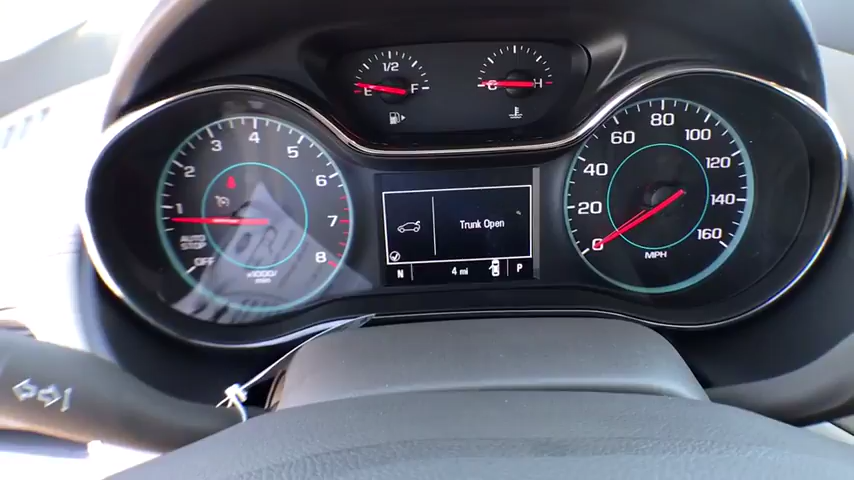 1/2
E F
C H
1 2 3 4 5 6 7 8
AUTO
STOP
OFF
x1000/
min
Trunk Open
N 4 mi P
0 20 40 60 80 100 120 140 160
MPH